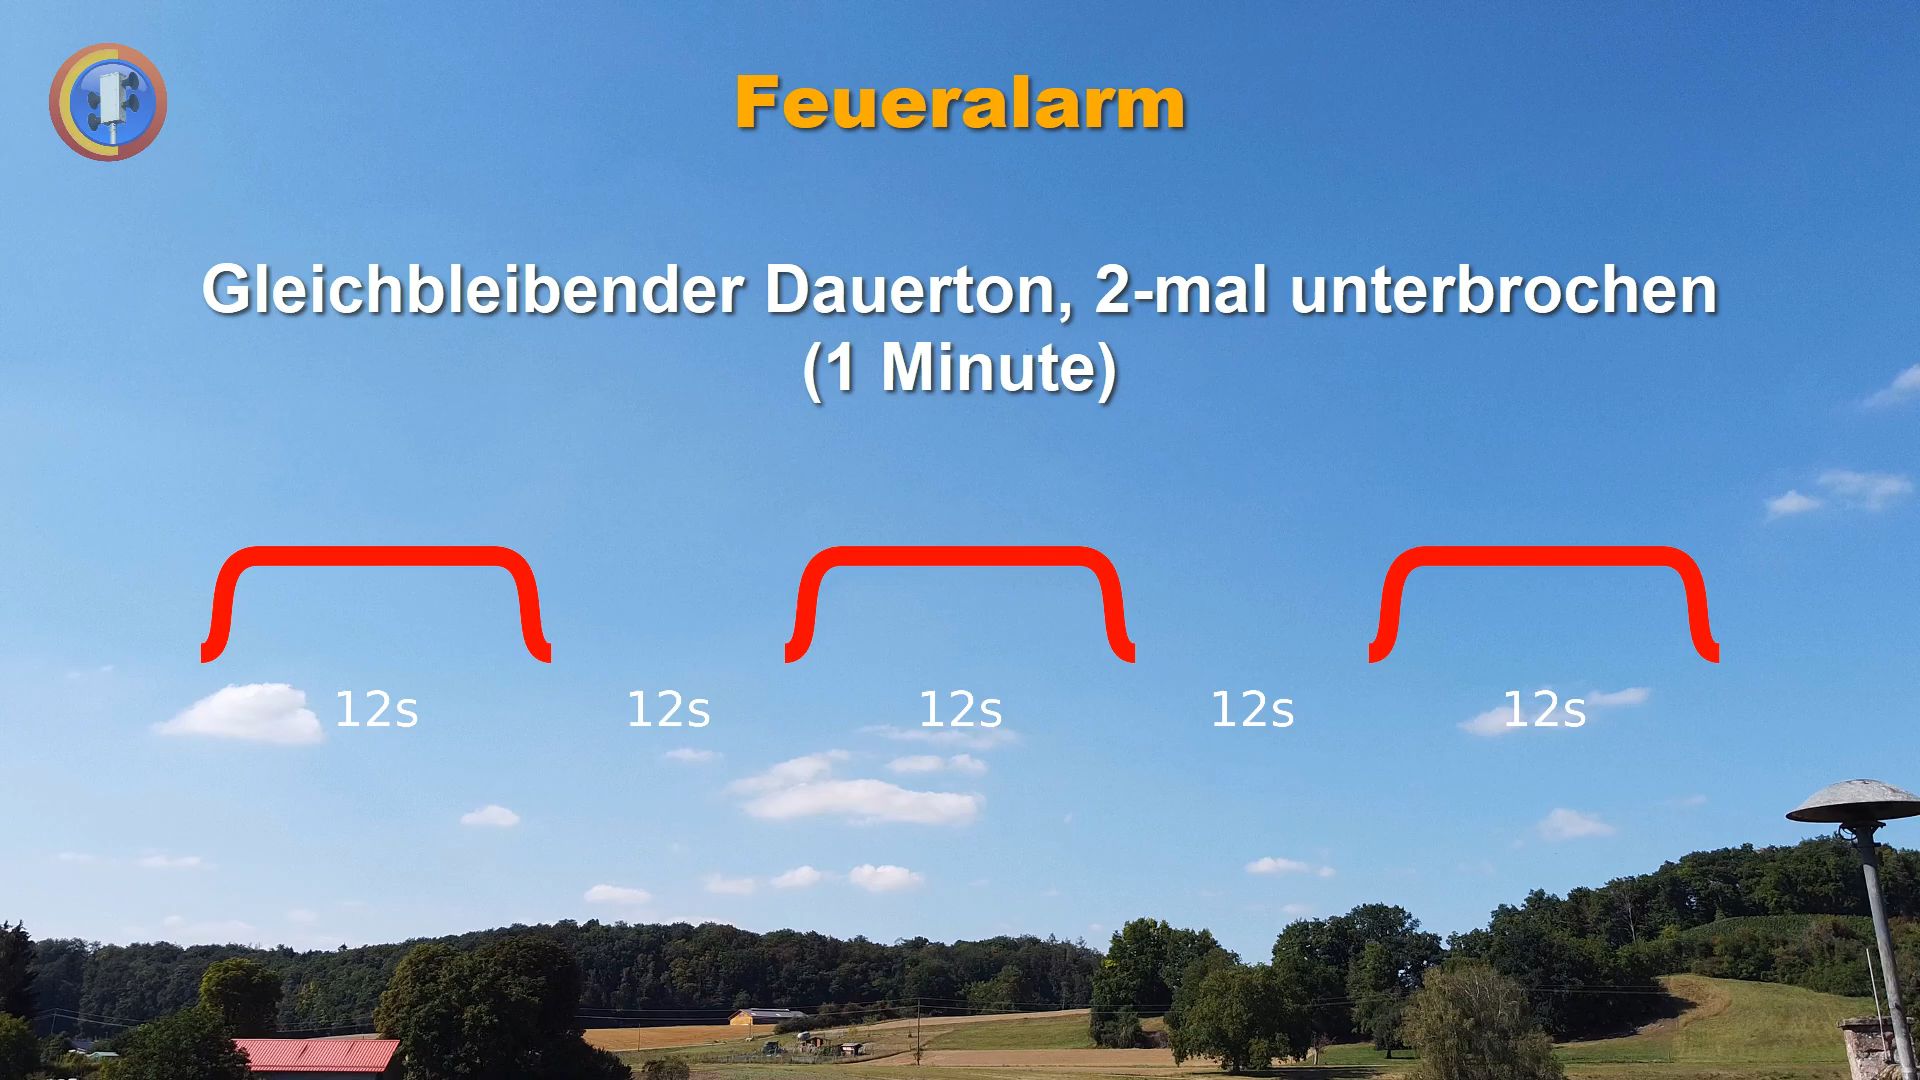 Feueralarm
Gleichbleibender Dauerton, 2-mal unterbrochen
(1 Minute)
12s 12s 12s 12s 12s